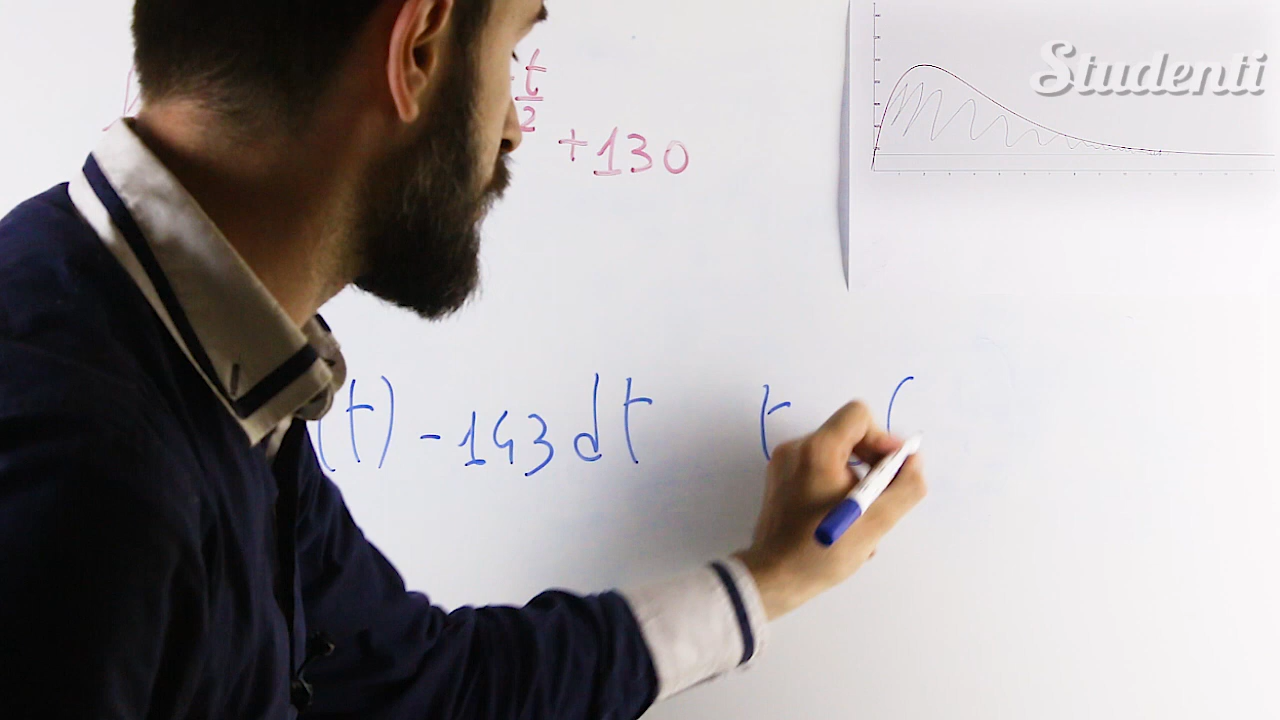 Studenti
t/2 +130
(t) - 143 dt t